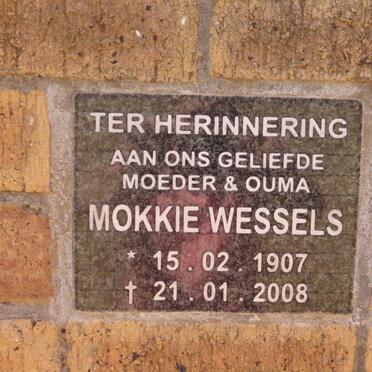 TER HERINNERING
AAN ONS GELIEFDE
MOEDER & OUMA
MOKKIE WESSELS
* 15 . 02 . 1907
† 21 . 01 . 2008